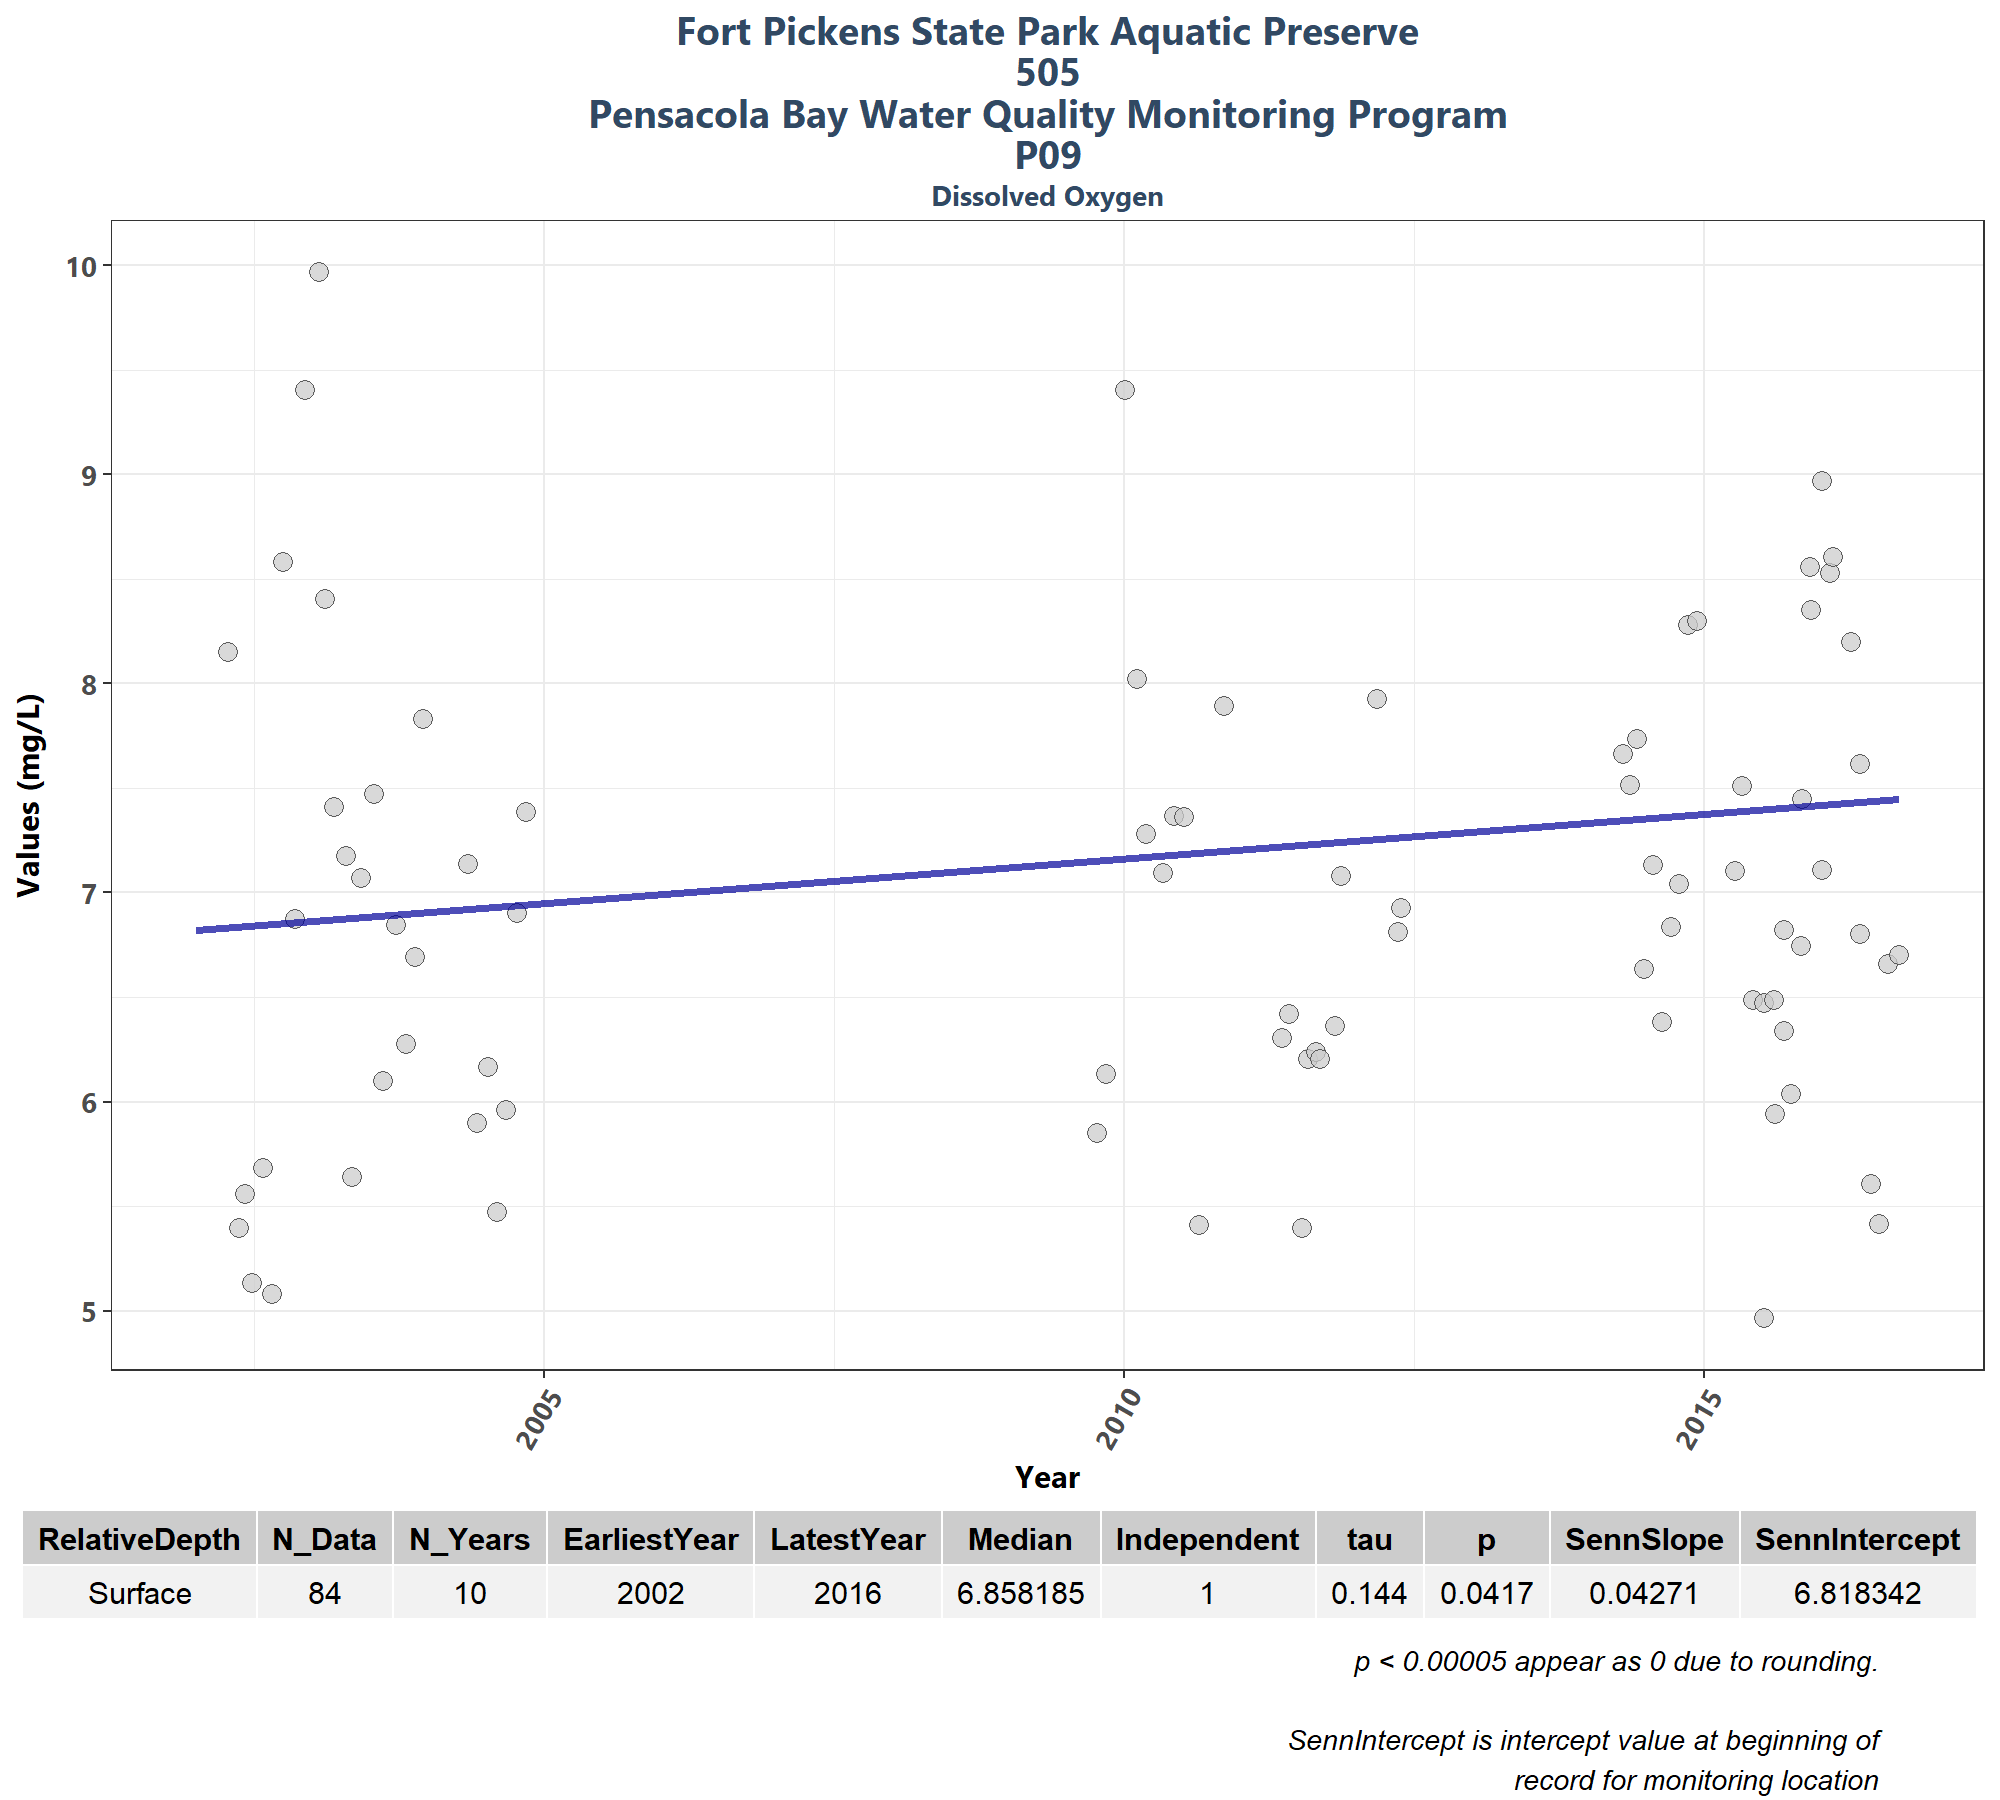 Fort Pickens State Park Aquatic Preserve
505
Pensacola Bay Water Quality Monitoring Program
P09
Dissolved Oxygen
Values (mg/L)
10
9
8
7
6
5
2005
2010
2015
Year
RelativeDepth N_Data N_Years EarliestYear LatestYear Median Independent tau p SennSlope SennIntercept
Surface 84 10 2002 2016 6.858185 1 0.144 0.0417 0.04271 6.818342
p < 0.00005 appear as 0 due to rounding.
SennIntercept is intercept value at beginning of
record for monitoring location